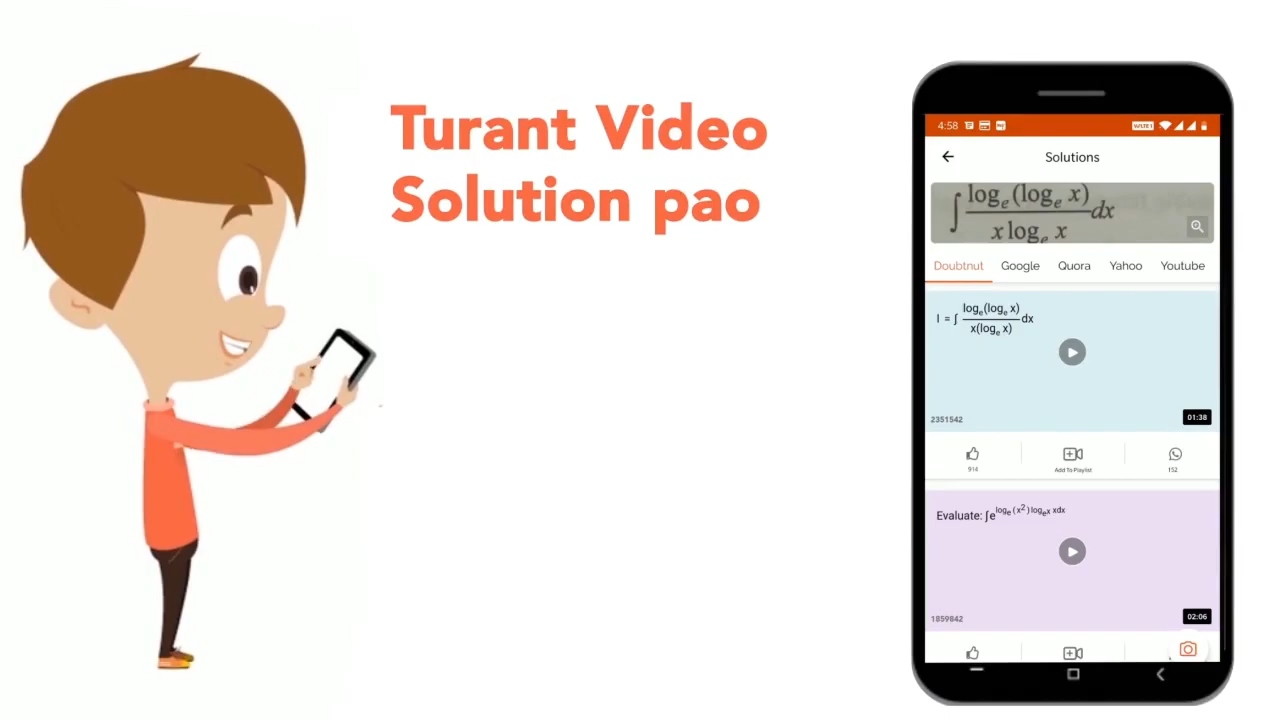 Turant Video
Solution pao
4:58
Solutions
∫ logₑ(logₑ x) / x logₑ x dx
Doubtnut Google Quora Yahoo Youtube
I = ∫ logₑ(logₑ x) / x(logₑ x) dx
2351542 01:38
914 Add To Playlist 152
Evaluate: ∫e^logₑ(x²)logₑx xdx
1859842 02:06